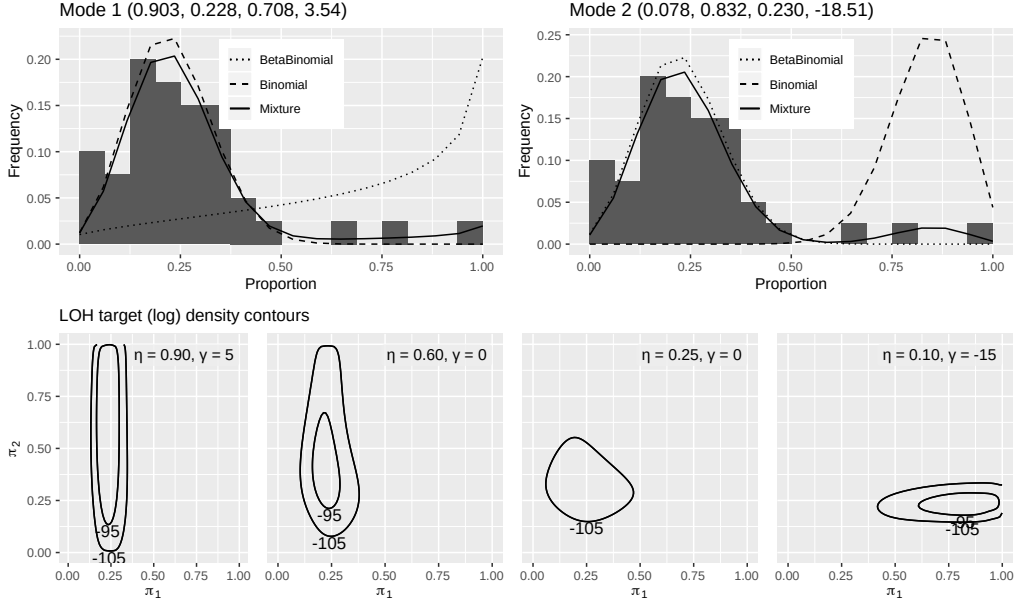 Mode 1 (0.903, 0.228, 0.708, 3.54)
Frequency
0.20
0.15
0.10
0.05
0.00
BetaBinomial
Binomial
Mixture
0.00 0.25 0.50 0.75 1.00
Proportion
Mode 2 (0.078, 0.832, 0.230, -18.51)
Frequency
0.25
0.20
0.15
0.10
0.05
0.00
BetaBinomial
Binomial
Mixture
0.00 0.25 0.50 0.75 1.00
Proportion
LOH target (log) density contours
π2
1.00
0.75
0.50
0.25
0.00
η = 0.90, γ = 5
-95
-105
0.00 0.25 0.50 0.75 1.00
π1
η = 0.60, γ = 0
-95
-105
0.00 0.25 0.50 0.75 1.00
π1
η = 0.25, γ = 0
-105
0.00 0.25 0.50 0.75 1.00
π1
η = 0.10, γ = -15
-95
-105
0.00 0.25 0.50 0.75 1.00
π1